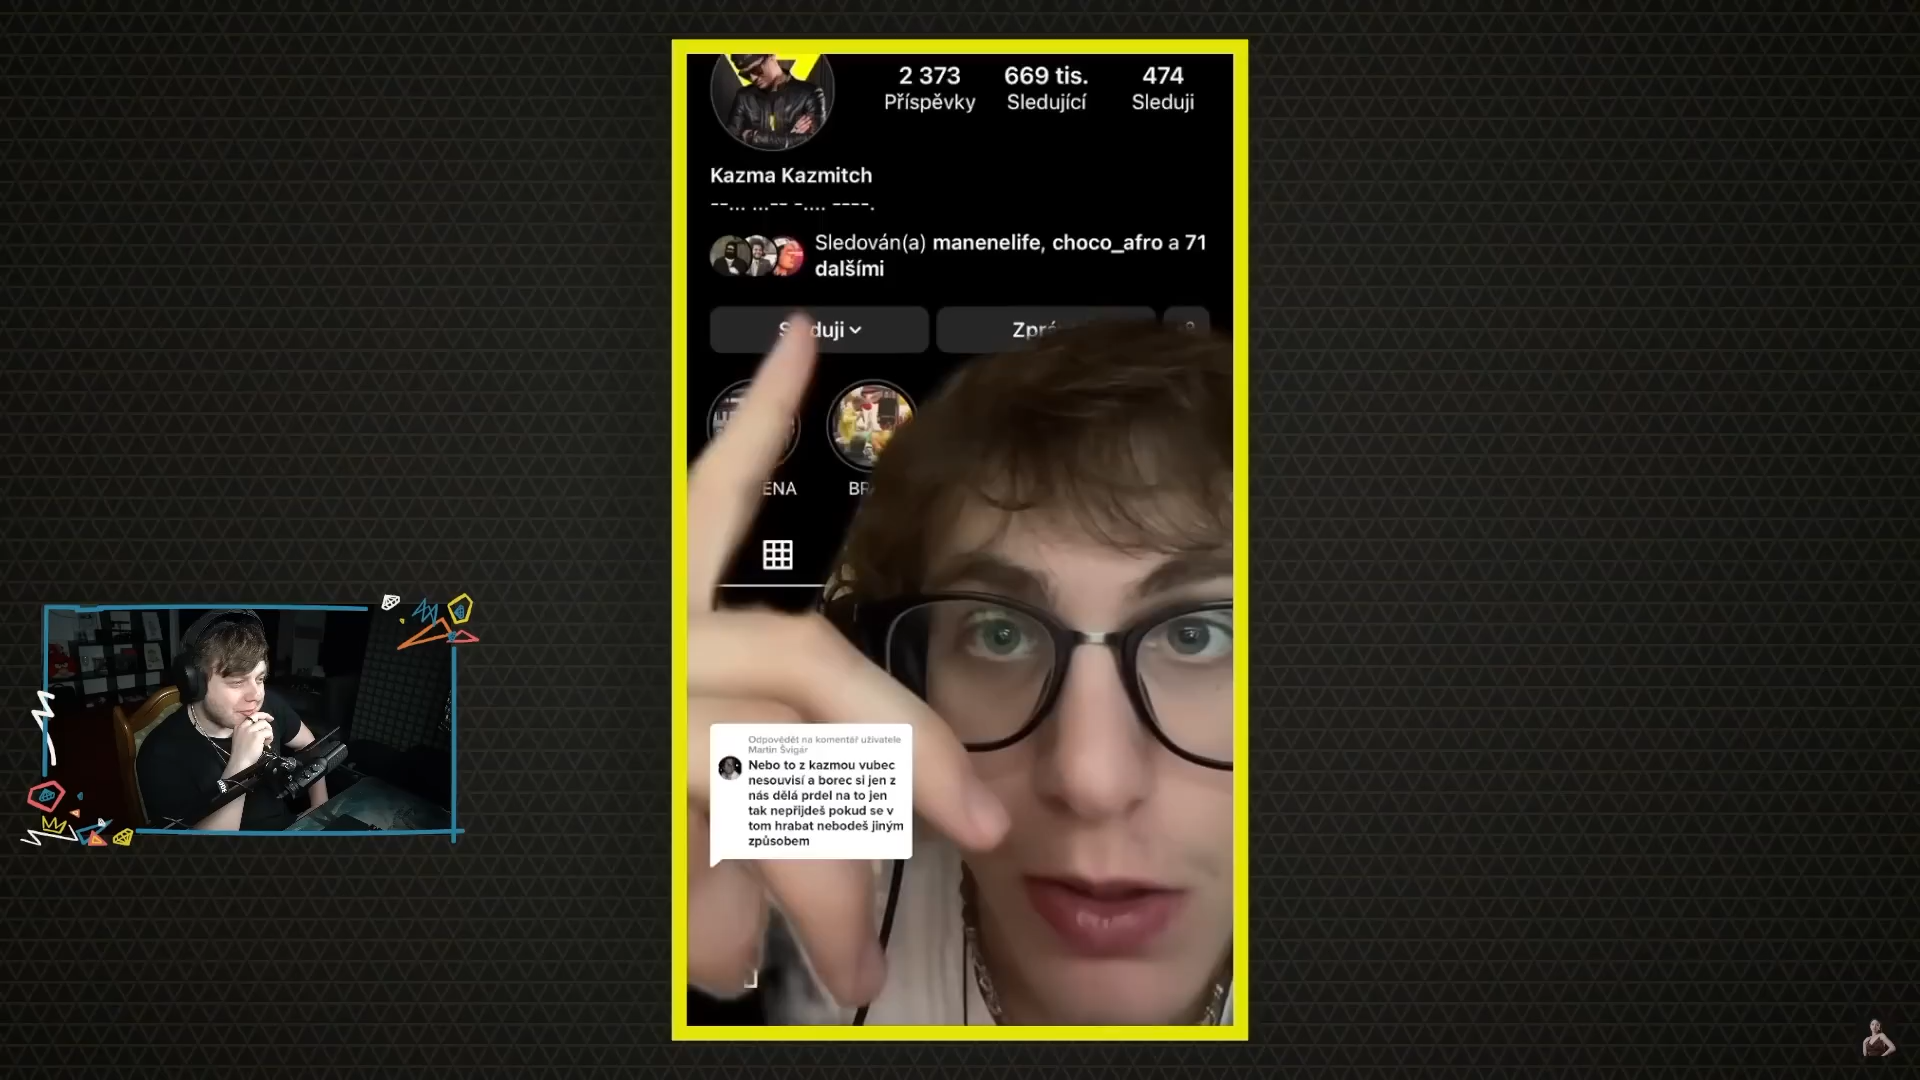 2 373 669 tis. 474
Příspěvky Sledující Sleduji
Kazma Kazmitch
--... ...-- -.... ----.
Sledován(a) manenelife, choco_afro a 71
dalšími
duji
ENA
Odpovědět na komentář uživatele
Martin Švigár
Nebo to z kazmou vubec
nesouvisí a borec si jen z
nás dělá prdel na to jen
tak nepřijdeš pokud se v
tom hrabat nebodeš jiným
způsobem